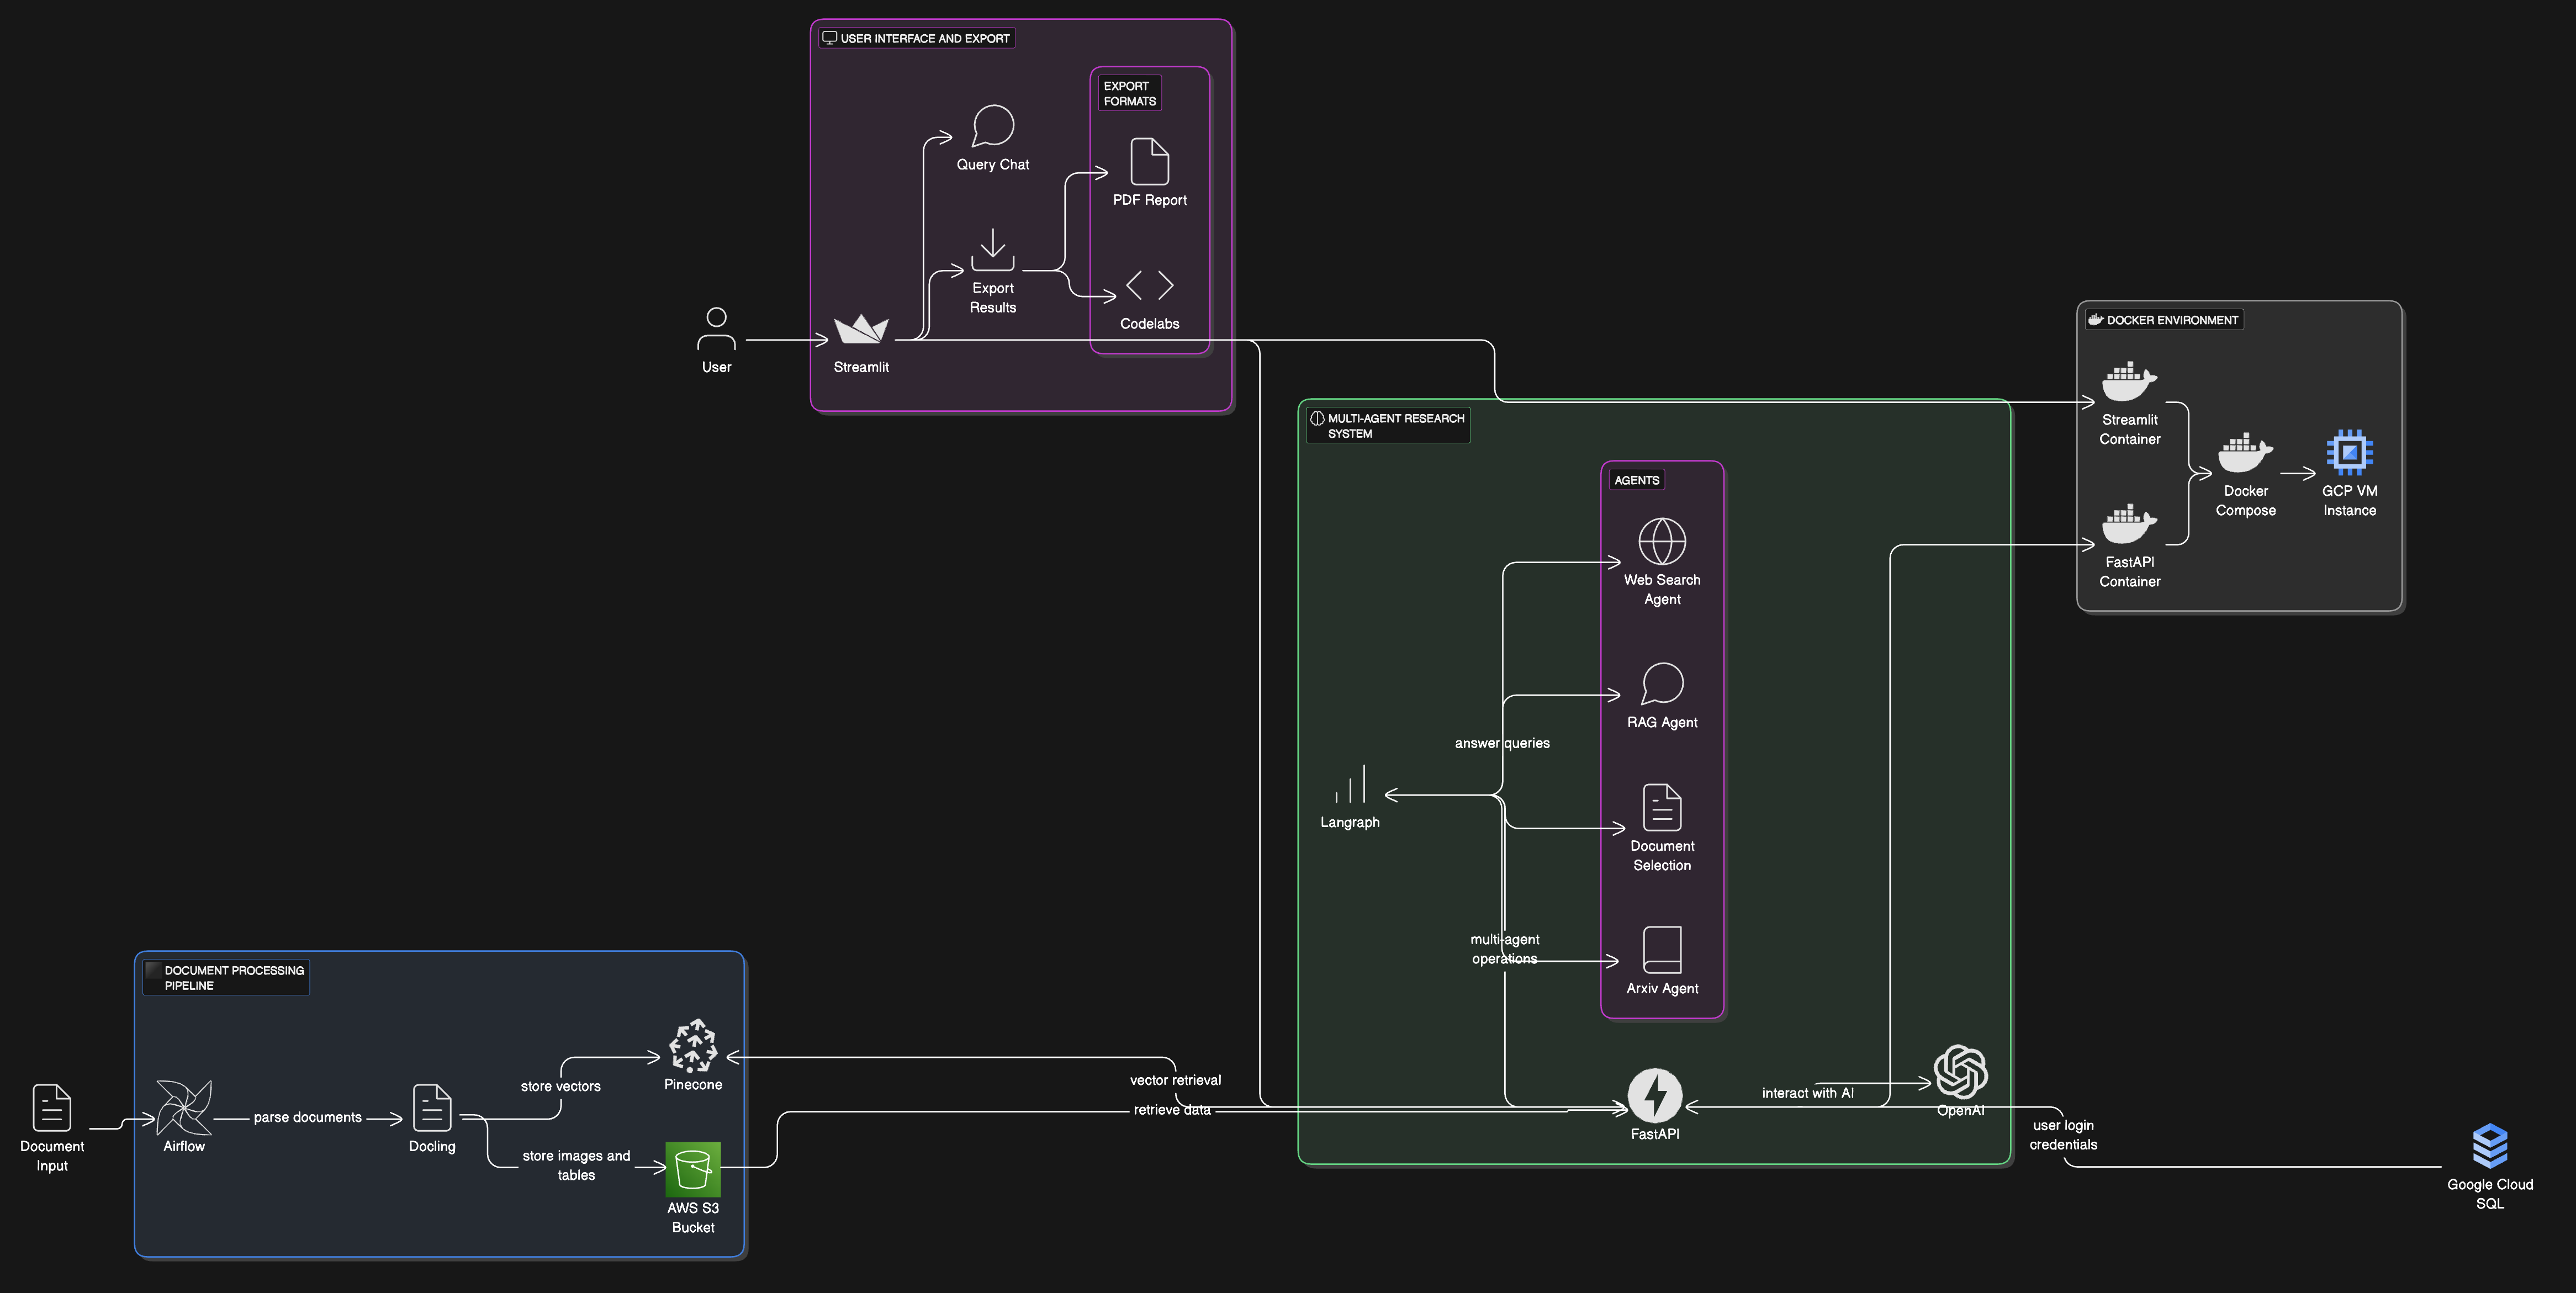 USER INTERFACE AND EXPORT
EXPORT
FORMATS
Query Chat
PDF Report
Export
Results
Codelabs
User
Streamlit
DOCKER ENVIRONMENT
Streamlit
Container
Docker
Compose
GCP VM
Instance
FastAPI
Container
MULTI-AGENT RESEARCH
SYSTEM
AGENTS
Web Search
Agent
RAG Agent
answer queries
Langraph
Document
Selection
multi-agent
operations
Arxiv Agent
DOCUMENT PROCESSING
PIPELINE
Document
Input
Airflow
parse documents
Docling
store vectors
Pinecone
store images and
tables
AWS S3
Bucket
vector retrieval
retrieve data
FastAPI
interact with AI
OpenAI
user login
credentials
Google Cloud
SQL